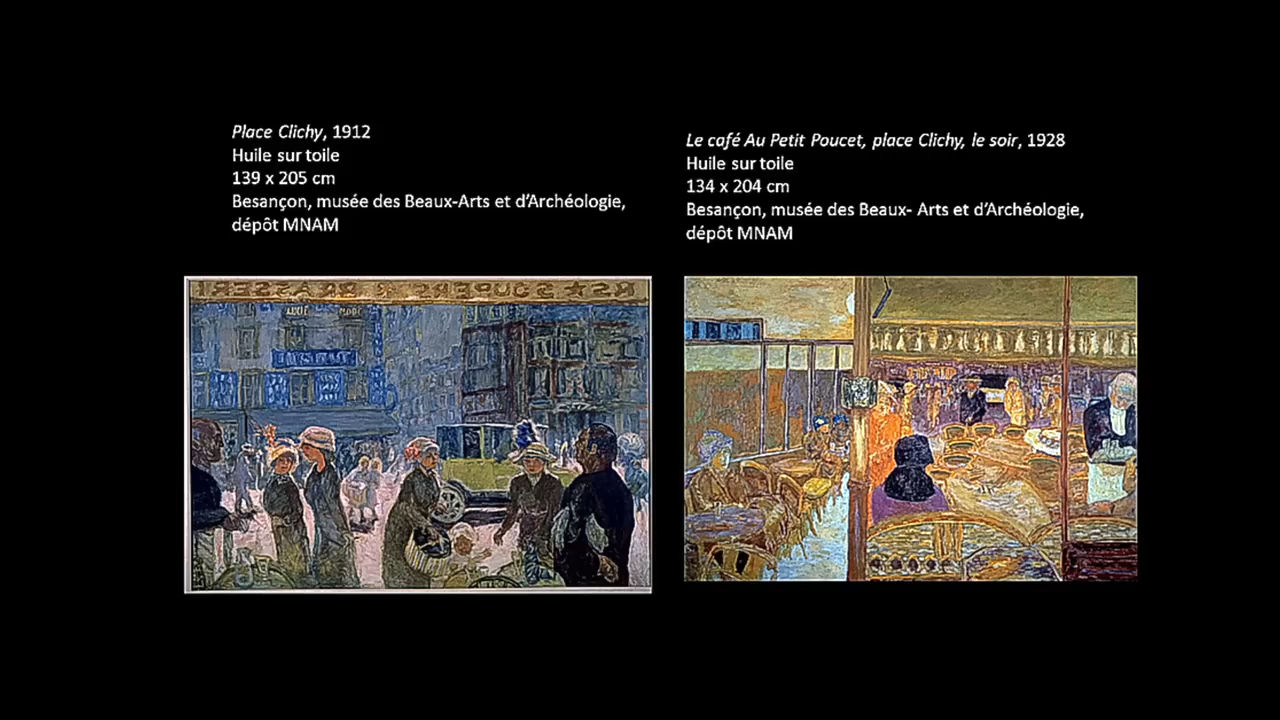 Place Clichy, 1912
Huile sur toile
139 x 205 cm
Besançon, musée des Beaux-Arts et d'Archéologie,
dépôt MNAM
Le café Au Petit Poucet, place Clichy, le soir, 1928
Huile sur toile
134 x 204 cm
Besançon, musée des Beaux- Arts et d'Archéologie,
dépôt MNAM